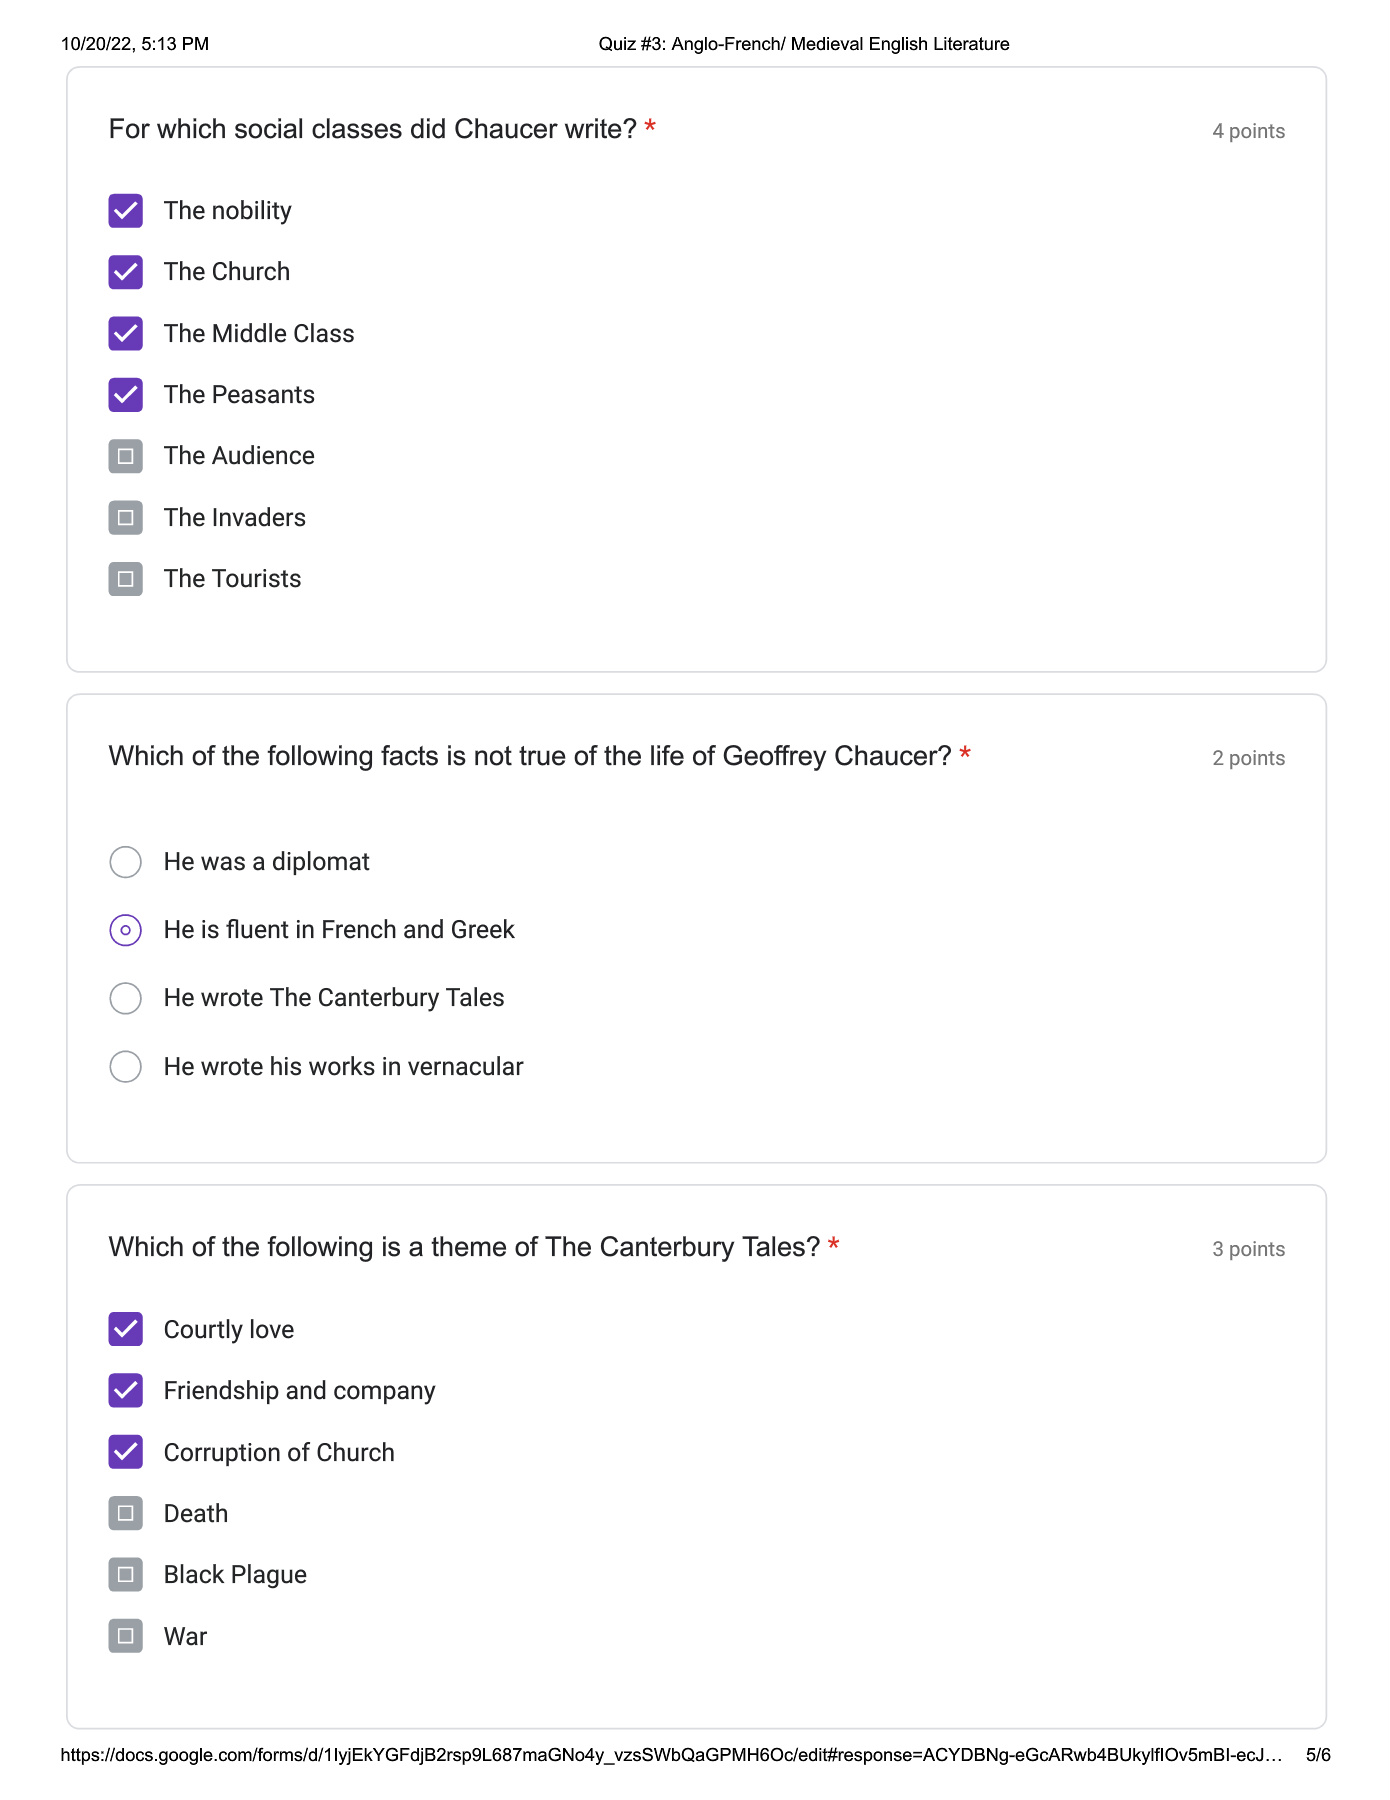 10/20/22, 5:13 PM
Quiz #3: Anglo-French/ Medieval English Literature
For which social classes did Chaucer write? *
4 points
The nobility
The Church
The Middle Class
The Peasants
The Audience
The Invaders
The Tourists
Which of the following facts is not true of the life of Geoffrey Chaucer? *
2 points
He was a diplomat
He is fluent in French and Greek
He wrote The Canterbury Tales
He wrote his works in vernacular
Which of the following is a theme of The Canterbury Tales? *
3 points
Courtly love
Friendship and company
Corruption of Church
Death
Black Plague
War
https://docs.google.com/forms/d/1IyjEkYGFdjB2rsp9L687maGNo4y_vzsSWbQaGPMH6Oc/edit#response=ACYDBNg-eGcARwb4BUkylfIOv5mBI-ecJ…
5/6